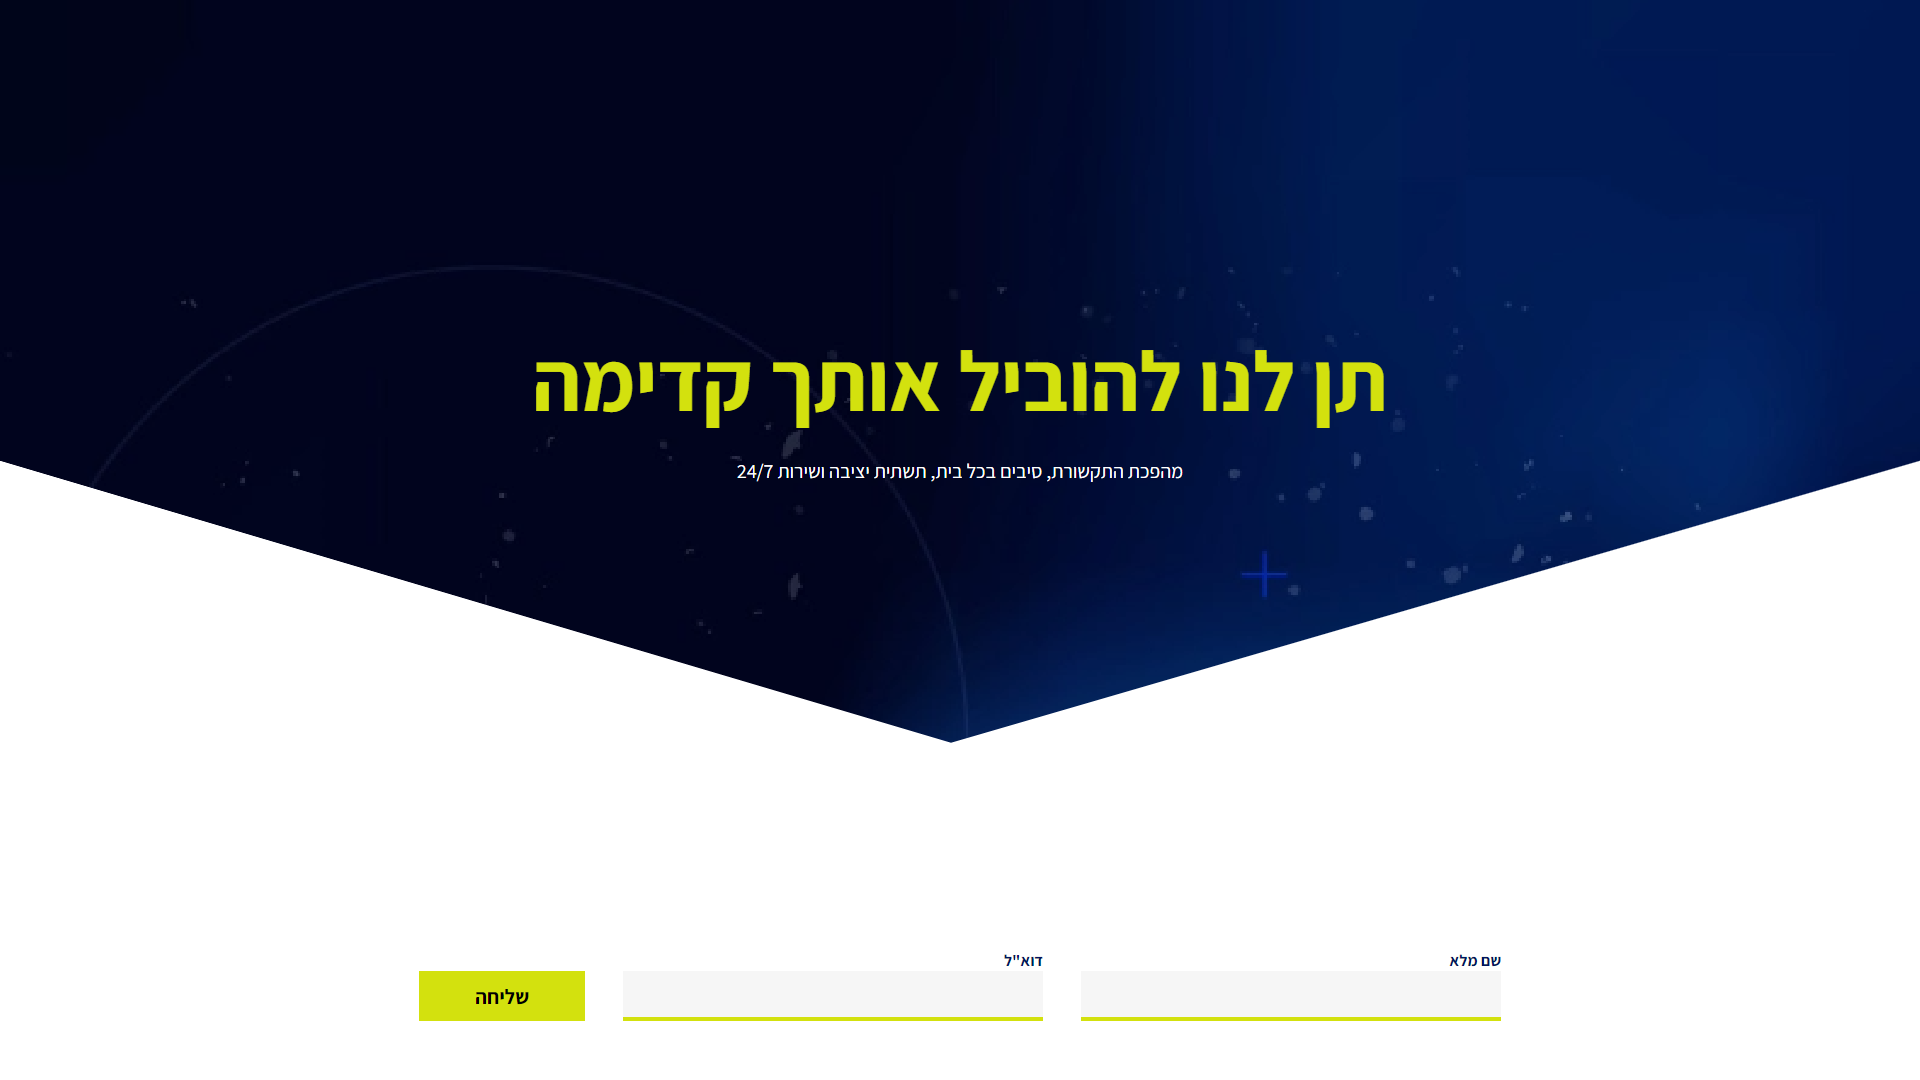 תן לנו להוביל אותך קדימה
מהפכת התקשורת, סיבים בכל בית, תשתית יציבה ושירות 24/7
שם מלא
דוא"ל
שליחה